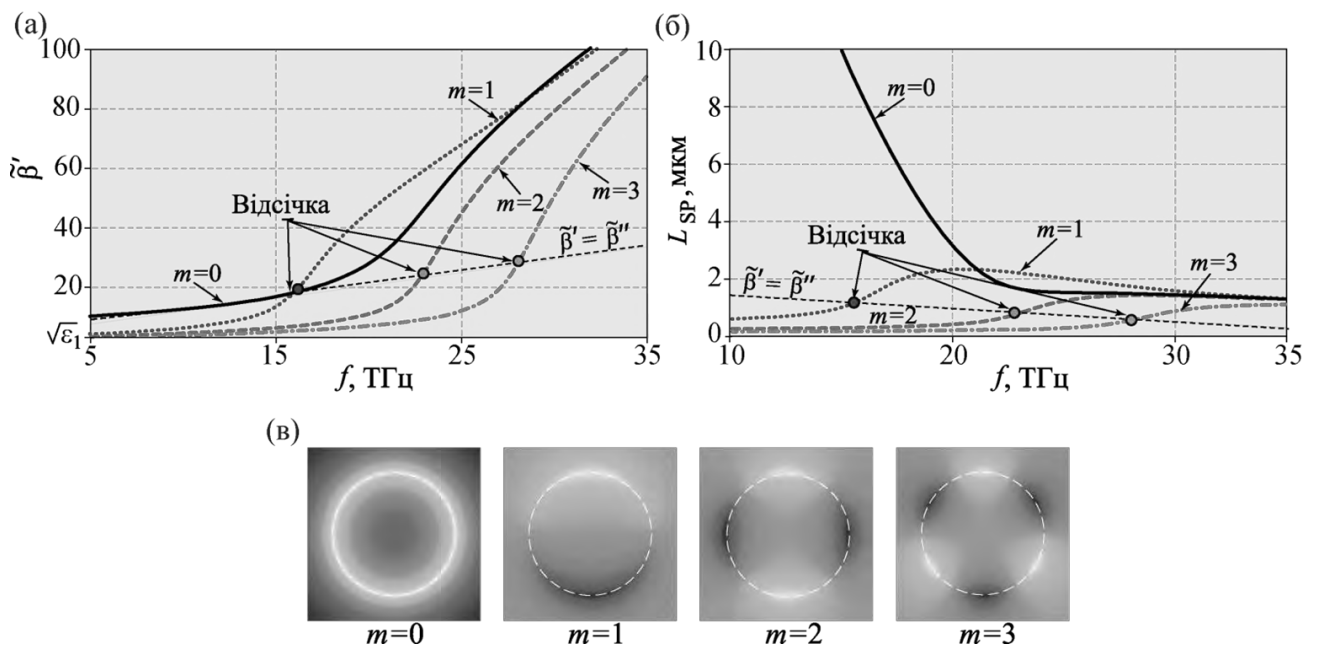 (а)
100
80
60
40
20
√ε₁
β̃′
5
15
25
35
f, ТГц
m=1
m=2
m=3
m=0
Відсічка
β̃′ = β̃″
(б)
10
8
6
4
2
0
L SP, мкм
10
20
30
35
f, ТГц
m=0
m=1
Відсічка
m=3
β̃′ = β̃″
m=2
(в)
m=0
m=1
m=2
m=3